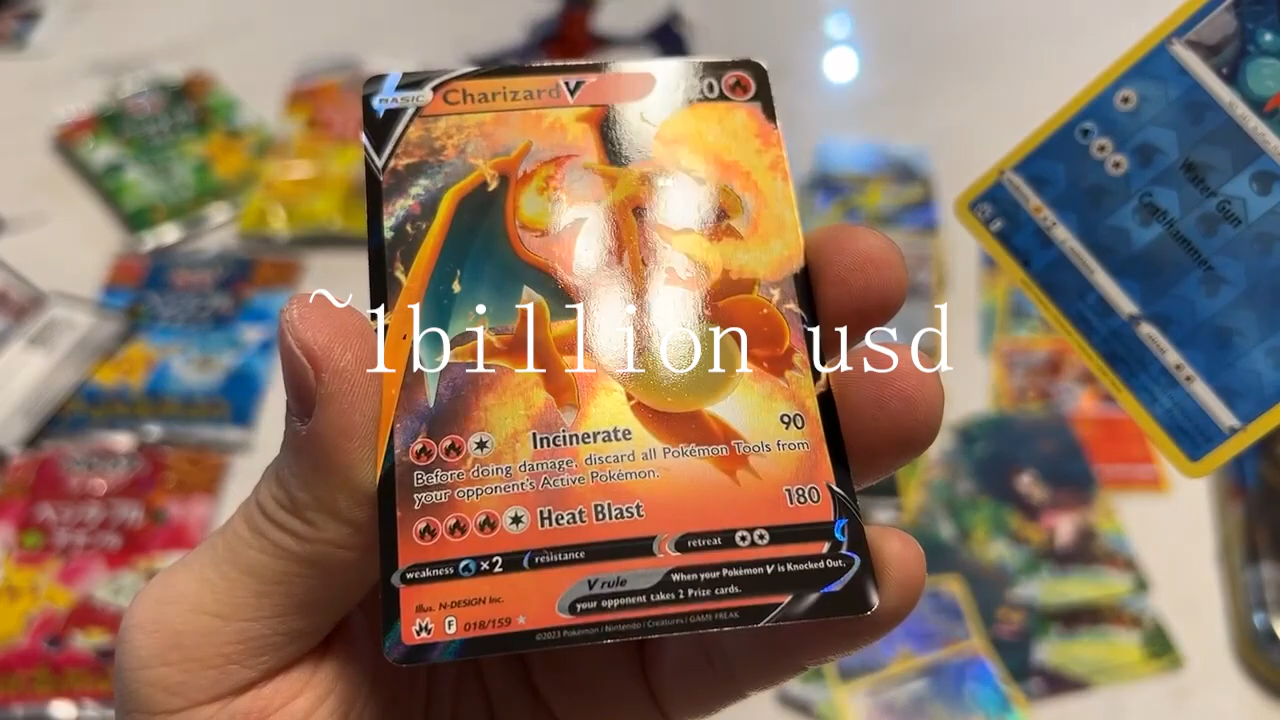 BASIC
Charizard V
0
~1billion usd
Incinerate 90
Before doing damage, discard all Pokémon Tools from
your opponent's Active Pokémon.
Heat Blast 180
weakness ×2 resistance retreat
V rule When your Pokémon V is Knocked Out,
your opponent takes 2 Prize cards.
Illus. N-DESIGN Inc.
F 018/159
©2023 Pokémon / Nintendo / Creatures / GAME FREAK
Water Gun
Crabhammer